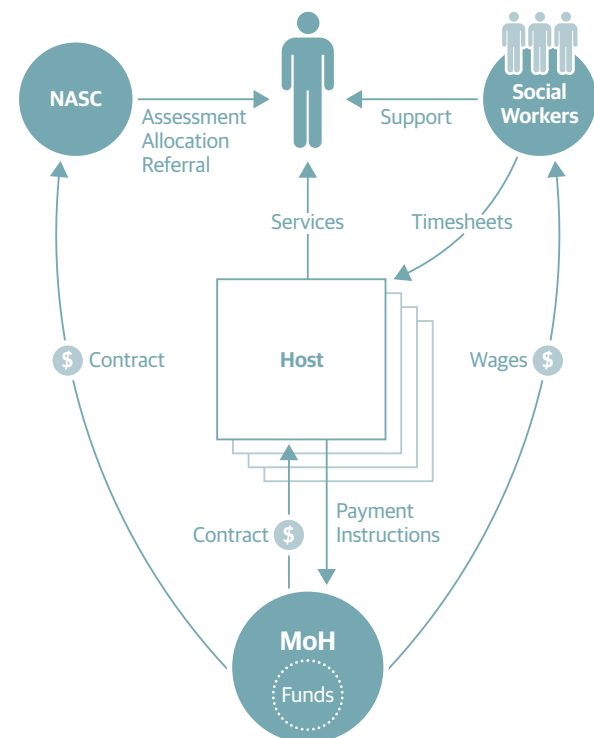 NASC
Social
Workers
Assessment
Allocation
Referral
Support
Services
Timesheets
$ Contract
Host
Wages $
Contract $
Payment
Instructions
MoH
Funds